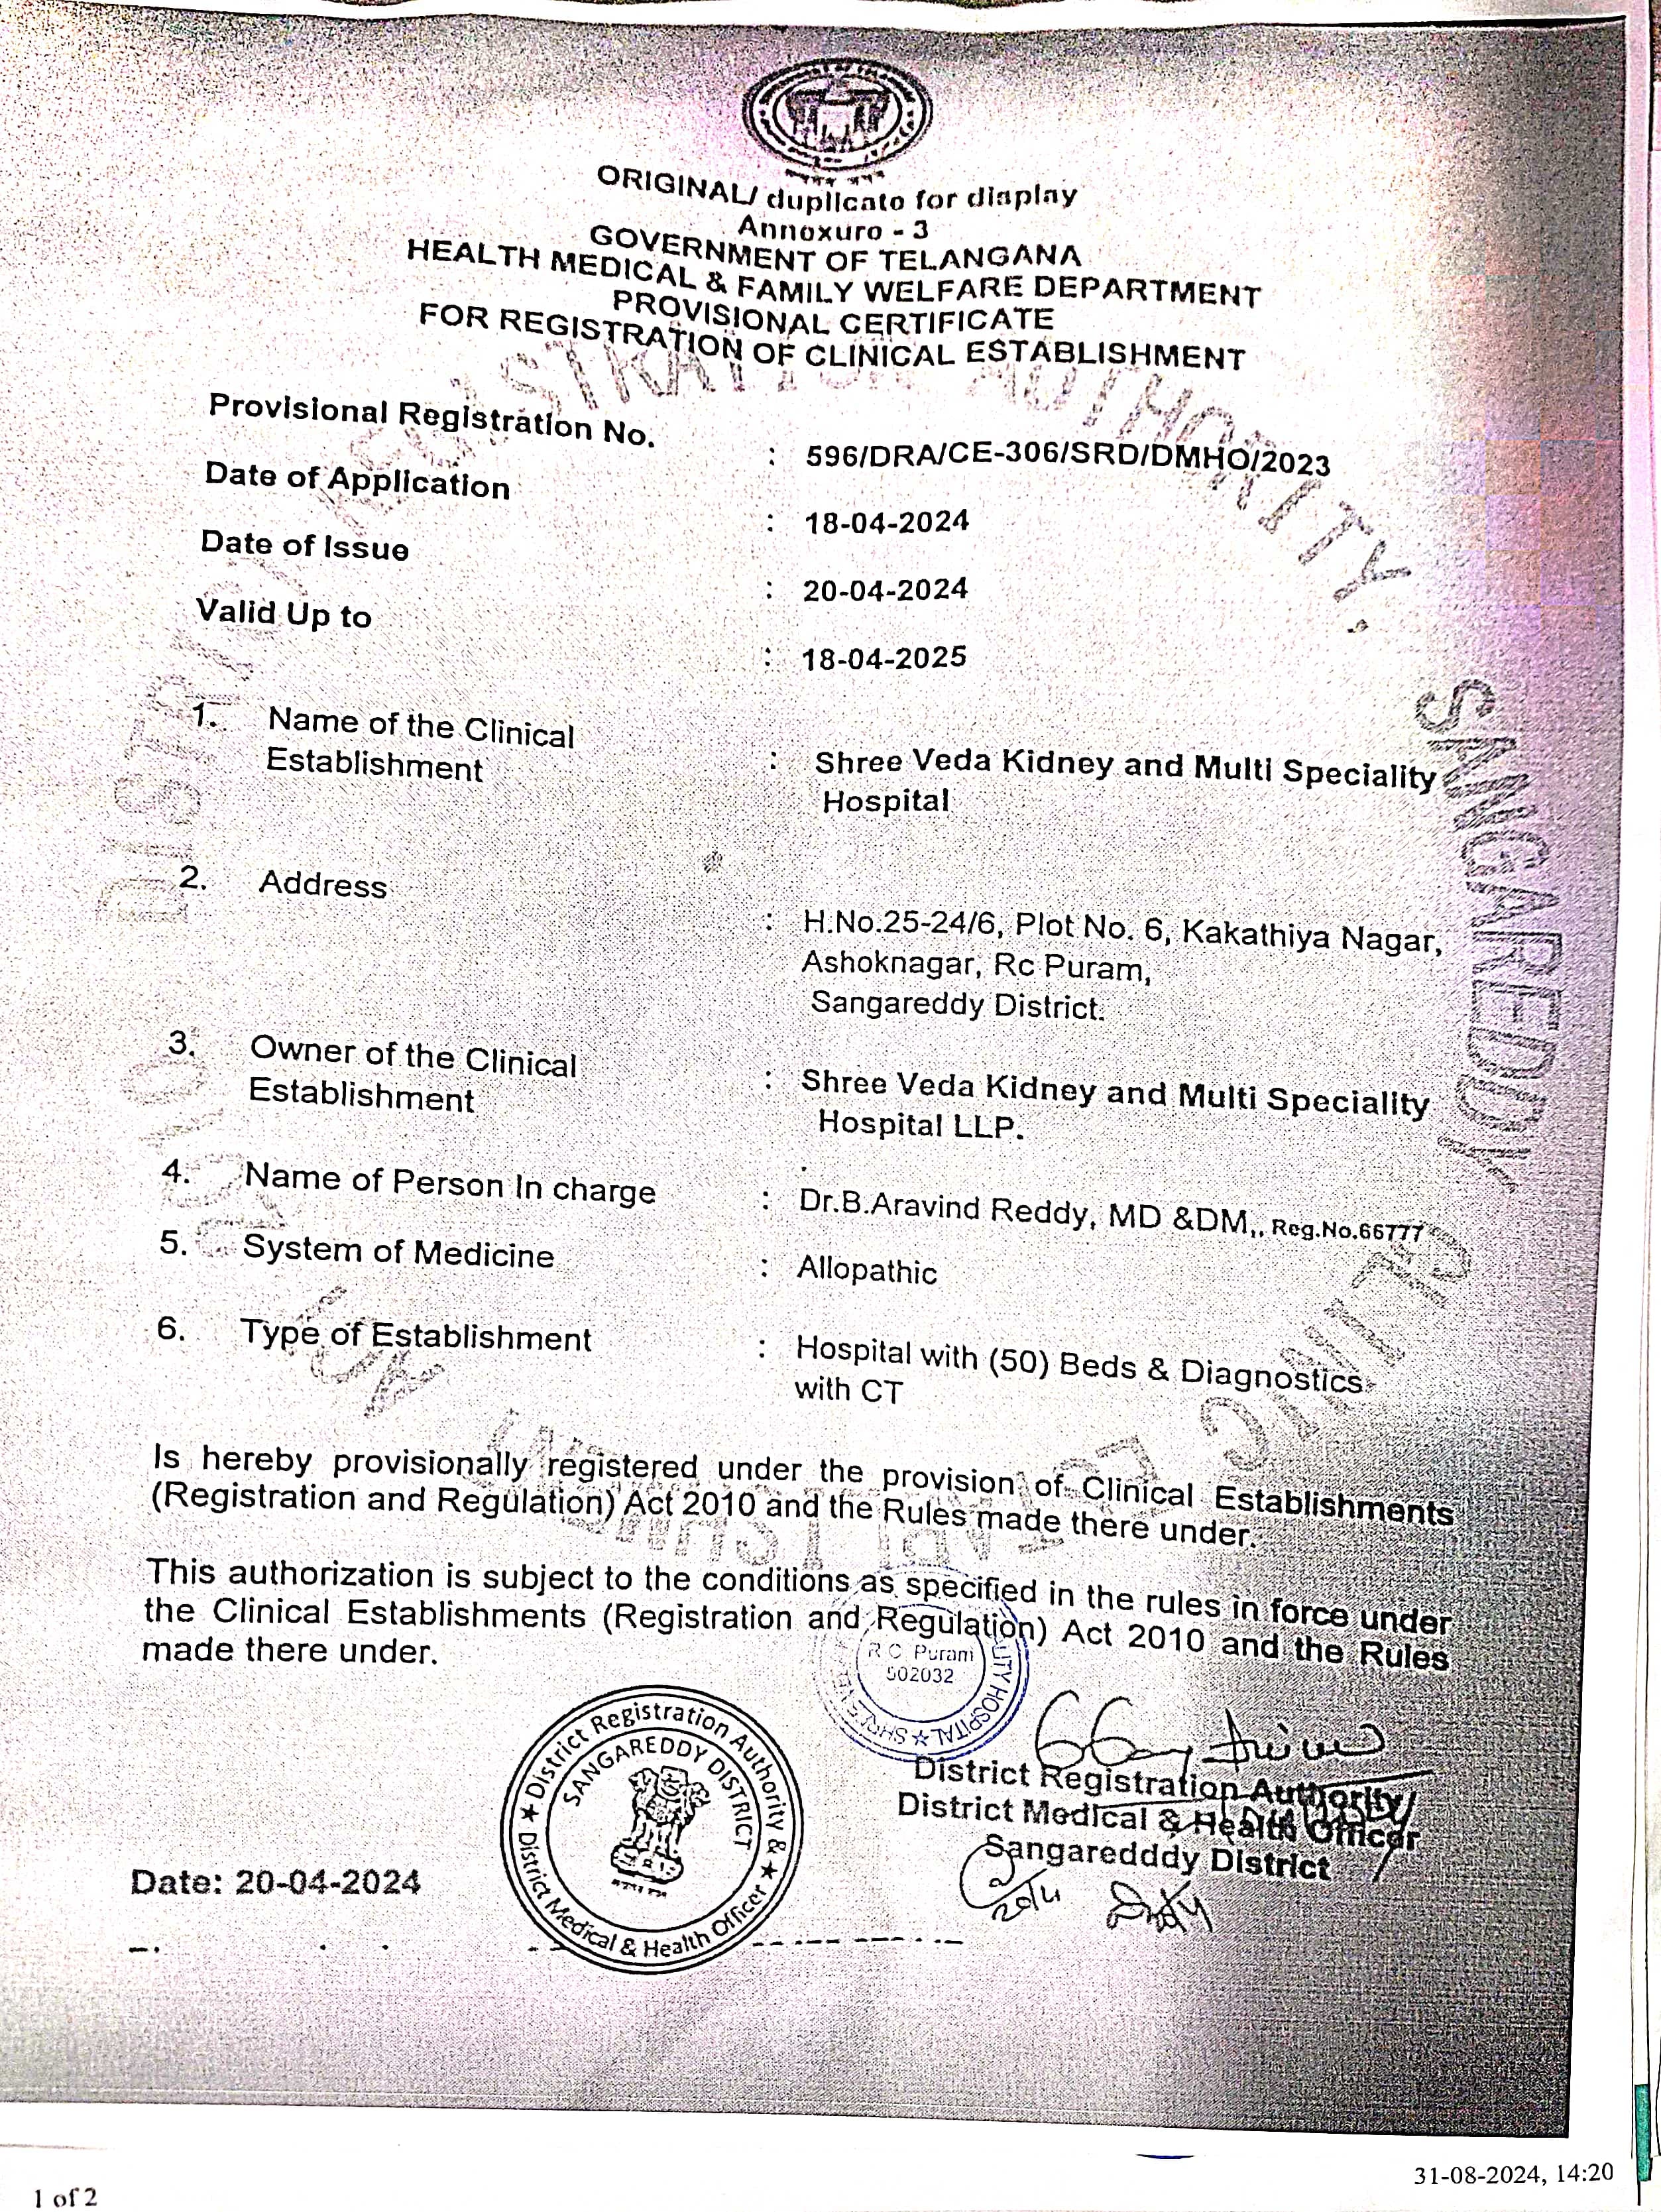 ORIGINAL/ duplicate for display
Annexure - 3
GOVERNMENT OF TELANGANA
HEALTH MEDICAL & FAMILY WELFARE DEPARTMENT
PROVISIONAL CERTIFICATE
FOR REGISTRATION OF CLINICAL ESTABLISHMENT
Provisional Registration No. : 596/DRA/CE-306/SRD/DMHO/2023
Date of Application : 18-04-2024
Date of Issue : 20-04-2024
Valid Up to : 18-04-2025
1. Name of the Clinical Establishment : Shree Veda Kidney and Multi Speciality
Hospital
2. Address : H.No.25-24/6, Plot No. 6, Kakathiya Nagar,
Ashoknagar, Rc Puram,
Sangareddy District.
3. Owner of the Clinical Establishment : Shree Veda Kidney and Multi Speciality
Hospital LLP.
4. Name of Person In charge : Dr.B.Aravind Reddy, MD &DM,, Reg.No.66777
5. System of Medicine : Allopathic
6. Type of Establishment : Hospital with (50) Beds & Diagnostics
with CT
Is hereby provisionally registered under the provision of Clinical Establishments
(Registration and Regulation) Act 2010 and the Rules made there under.
This authorization is subject to the conditions as specified in the rules in force under
the Clinical Establishments (Registration and Regulation) Act 2010 and the Rules
made there under.
R C Puram
502032
LITY HOSPITAL ★ SHREE VE
★ District Registration Authority & ★ District Medical & Health Officer
SANGAREDDY DISTRICT
District Registration Authority/
District Medical & Health Officer
Sangaredddy District
20/4
Date: 20-04-2024
DISTRICT REGISTRATION AUTHORITY, SANGAREDDY
31-08-2024, 14:20
1 of 2